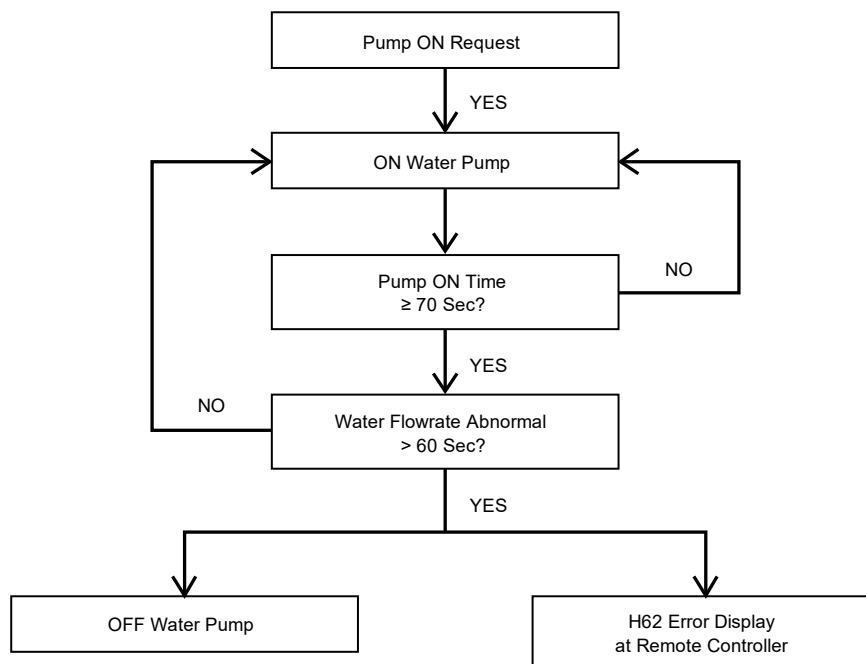 Pump ON Request
YES
ON Water Pump
Pump ON Time
≥ 70 Sec?
NO
YES
NO
Water Flowrate Abnormal
> 60 Sec?
YES
OFF Water Pump
H62 Error Display
at Remote Controller